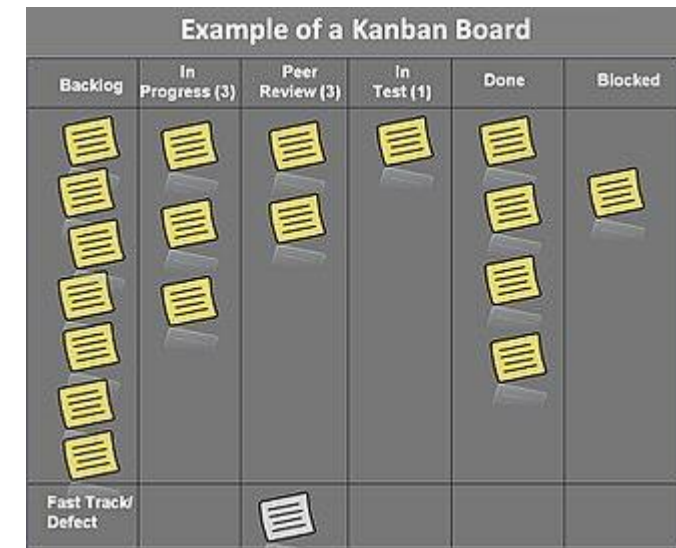 Example of a Kanban Board
Backlog
In
Progress (3)
Peer
Review (3)
In
Test (1)
Done
Blocked
Fast Track/
Defect